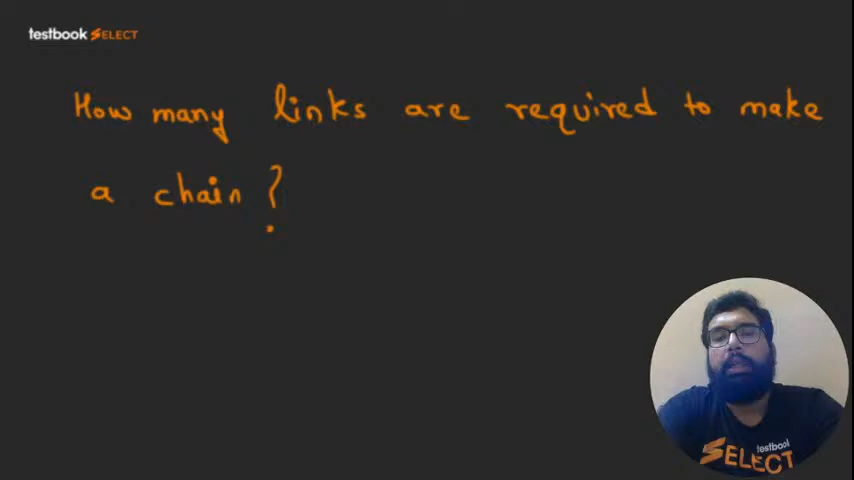 testbook SELECT
How many links are required to make
a chain ?
testbook
SELECT